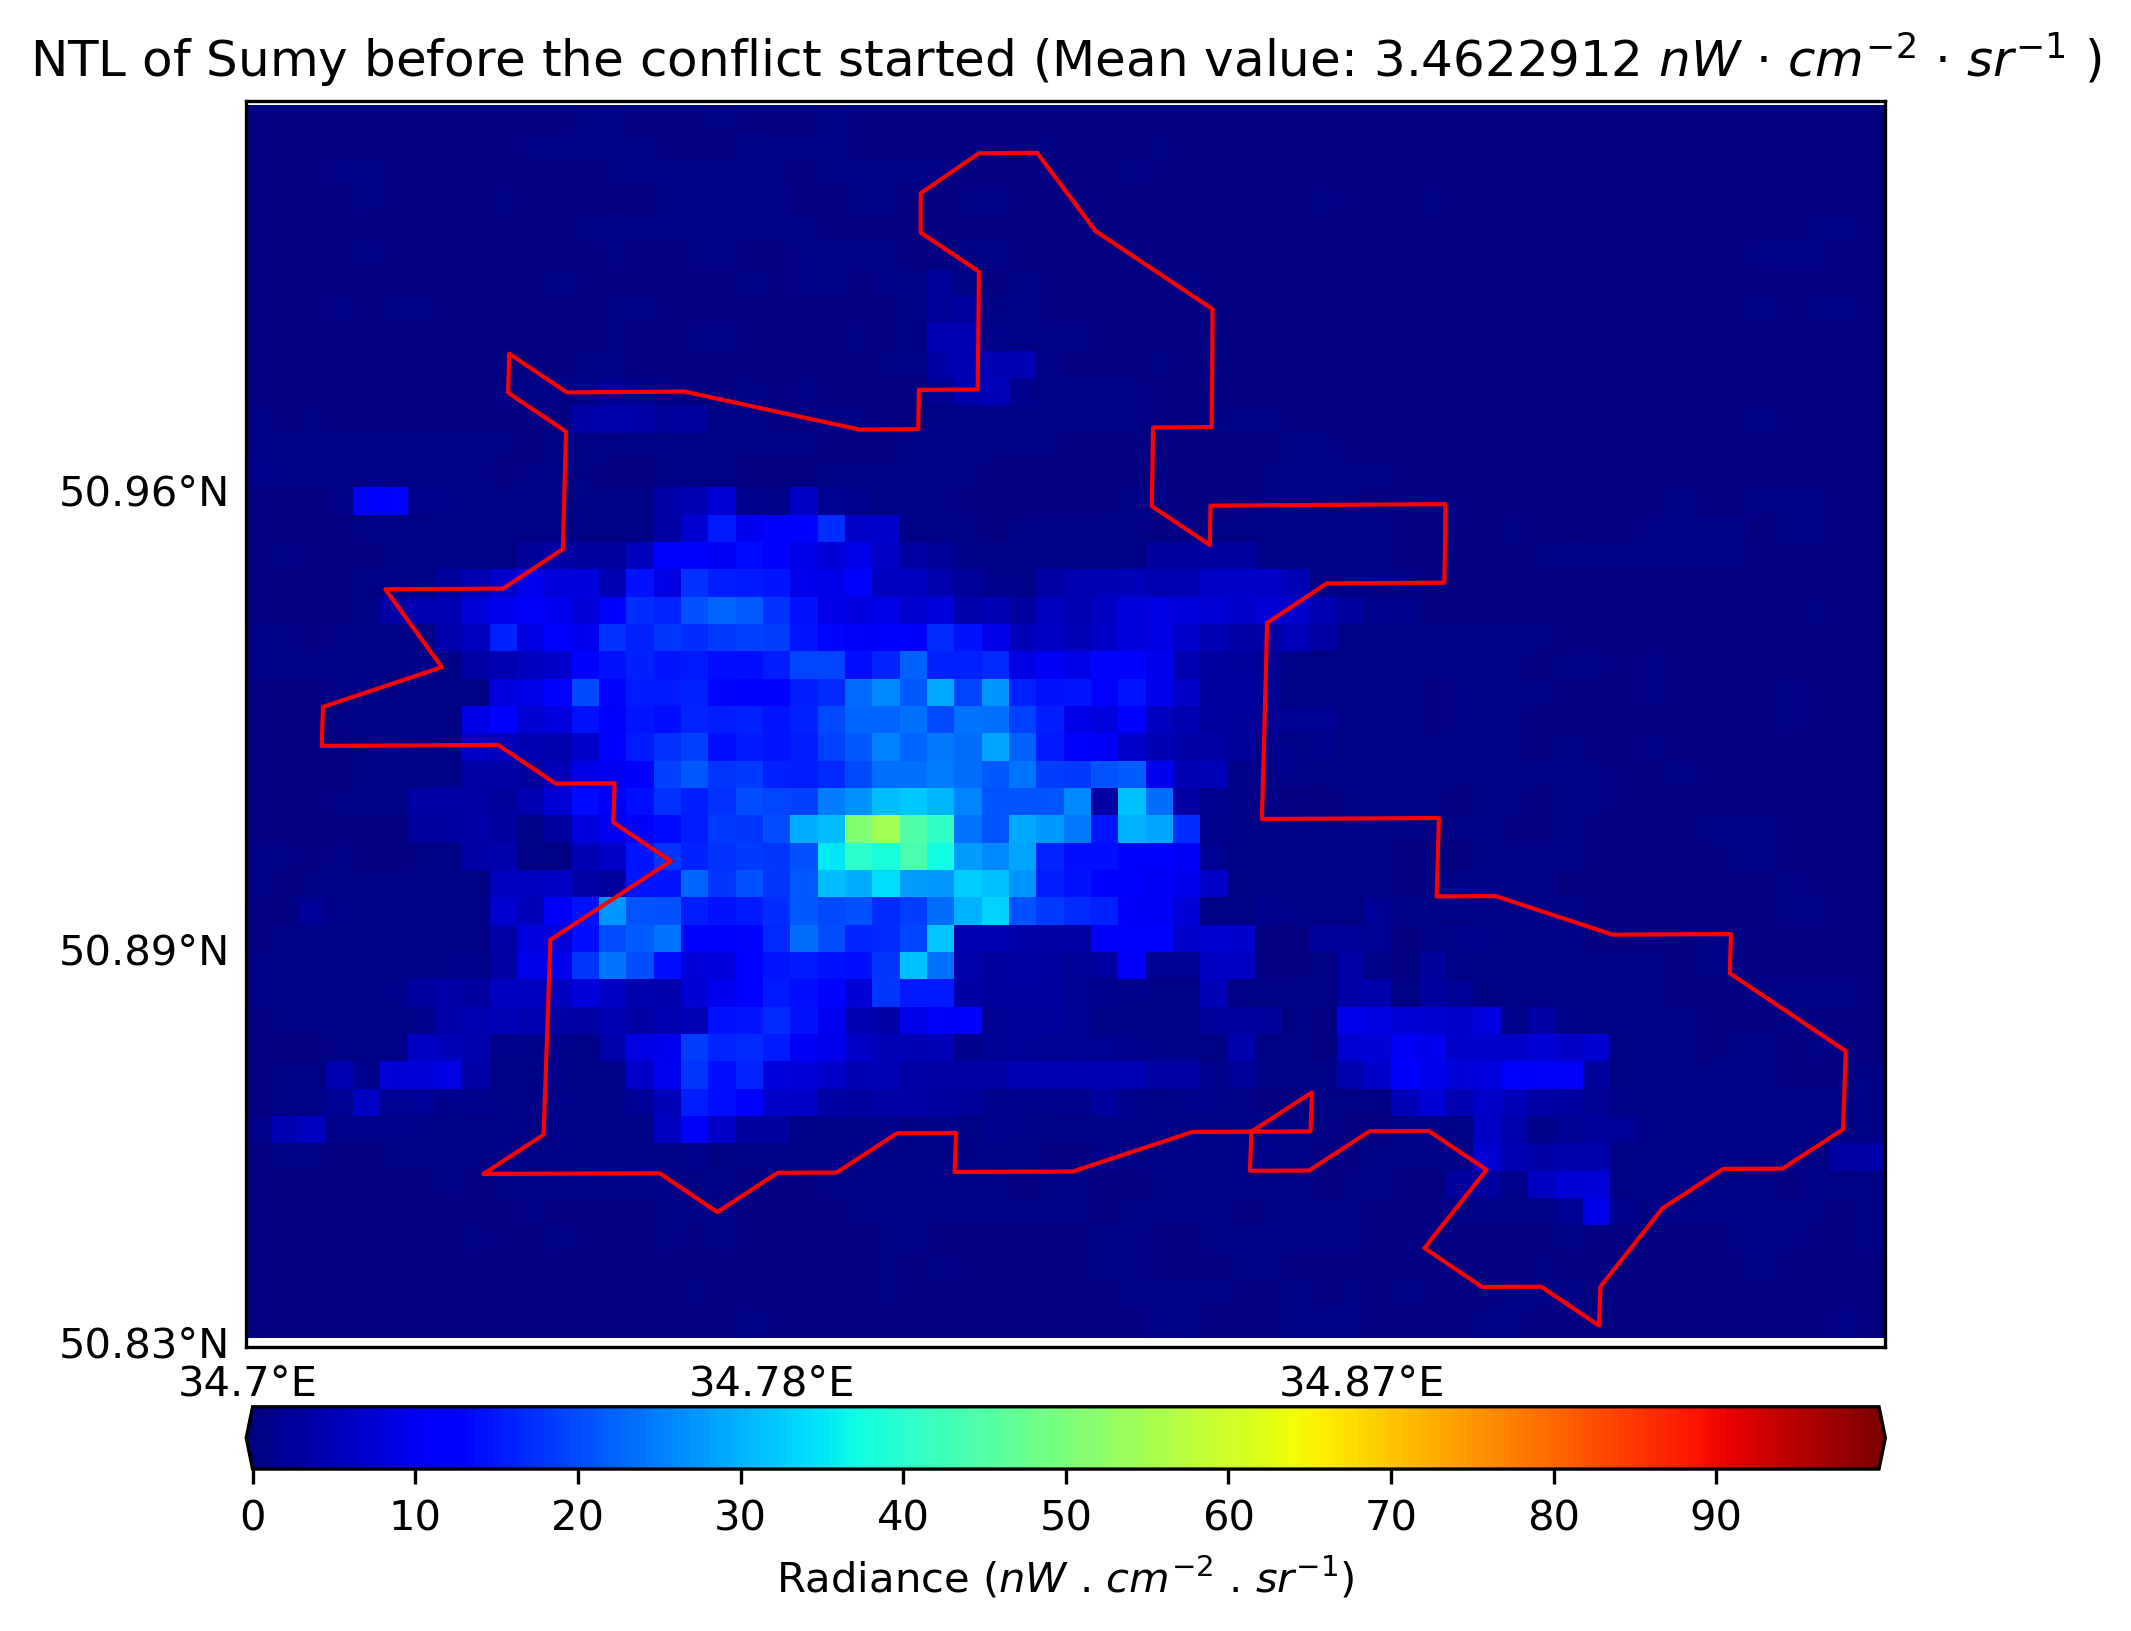 NTL of Sumy before the conflict started (Mean value: 3.4622912 nW · cm⁻² · sr⁻¹ )
50.96°N
50.89°N
50.83°N
34.7°E 34.78°E 34.87°E
0 10 20 30 40 50 60 70 80 90
Radiance (nW . cm⁻² . sr⁻¹)